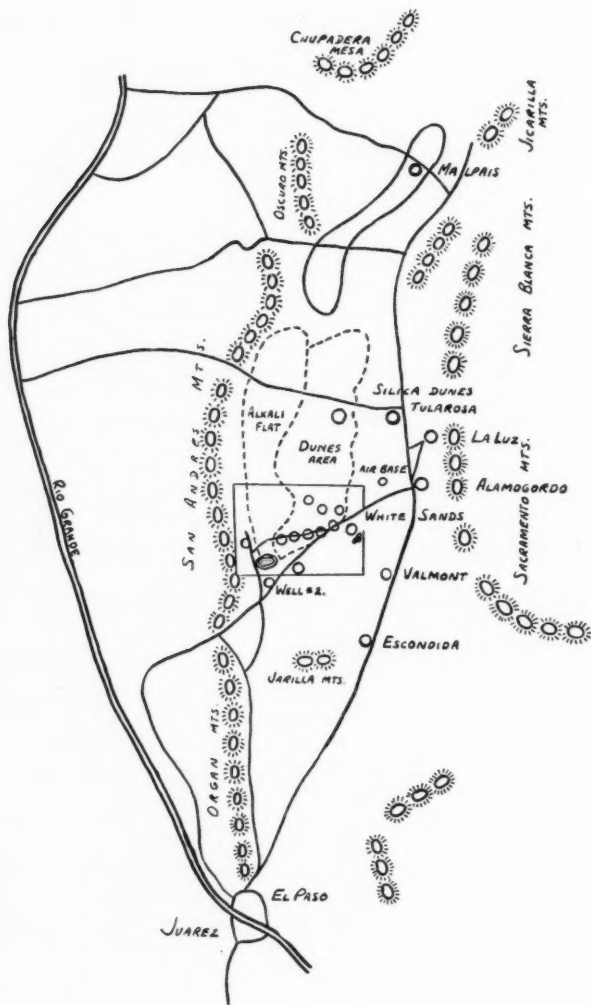 CHUPADERA
MESA
JICARILLA
MTS.
MALPAIS
OSCURO MTS.
SIERRA BLANCA MTS.
SAN ANDRES MTS.
SILICA DUNES
TULAROSA
ALKALI
FLAT
DUNES
AREA
LA LUZ
AIR BASE
ALAMOGORDO
WHITE SANDS
SACRAMENTO MTS.
RIO GRANDE
VALMONT
WELL #2.
ESCONDIDA
JARILLA MTS.
ORGAN MTS.
EL PASO
JUAREZ